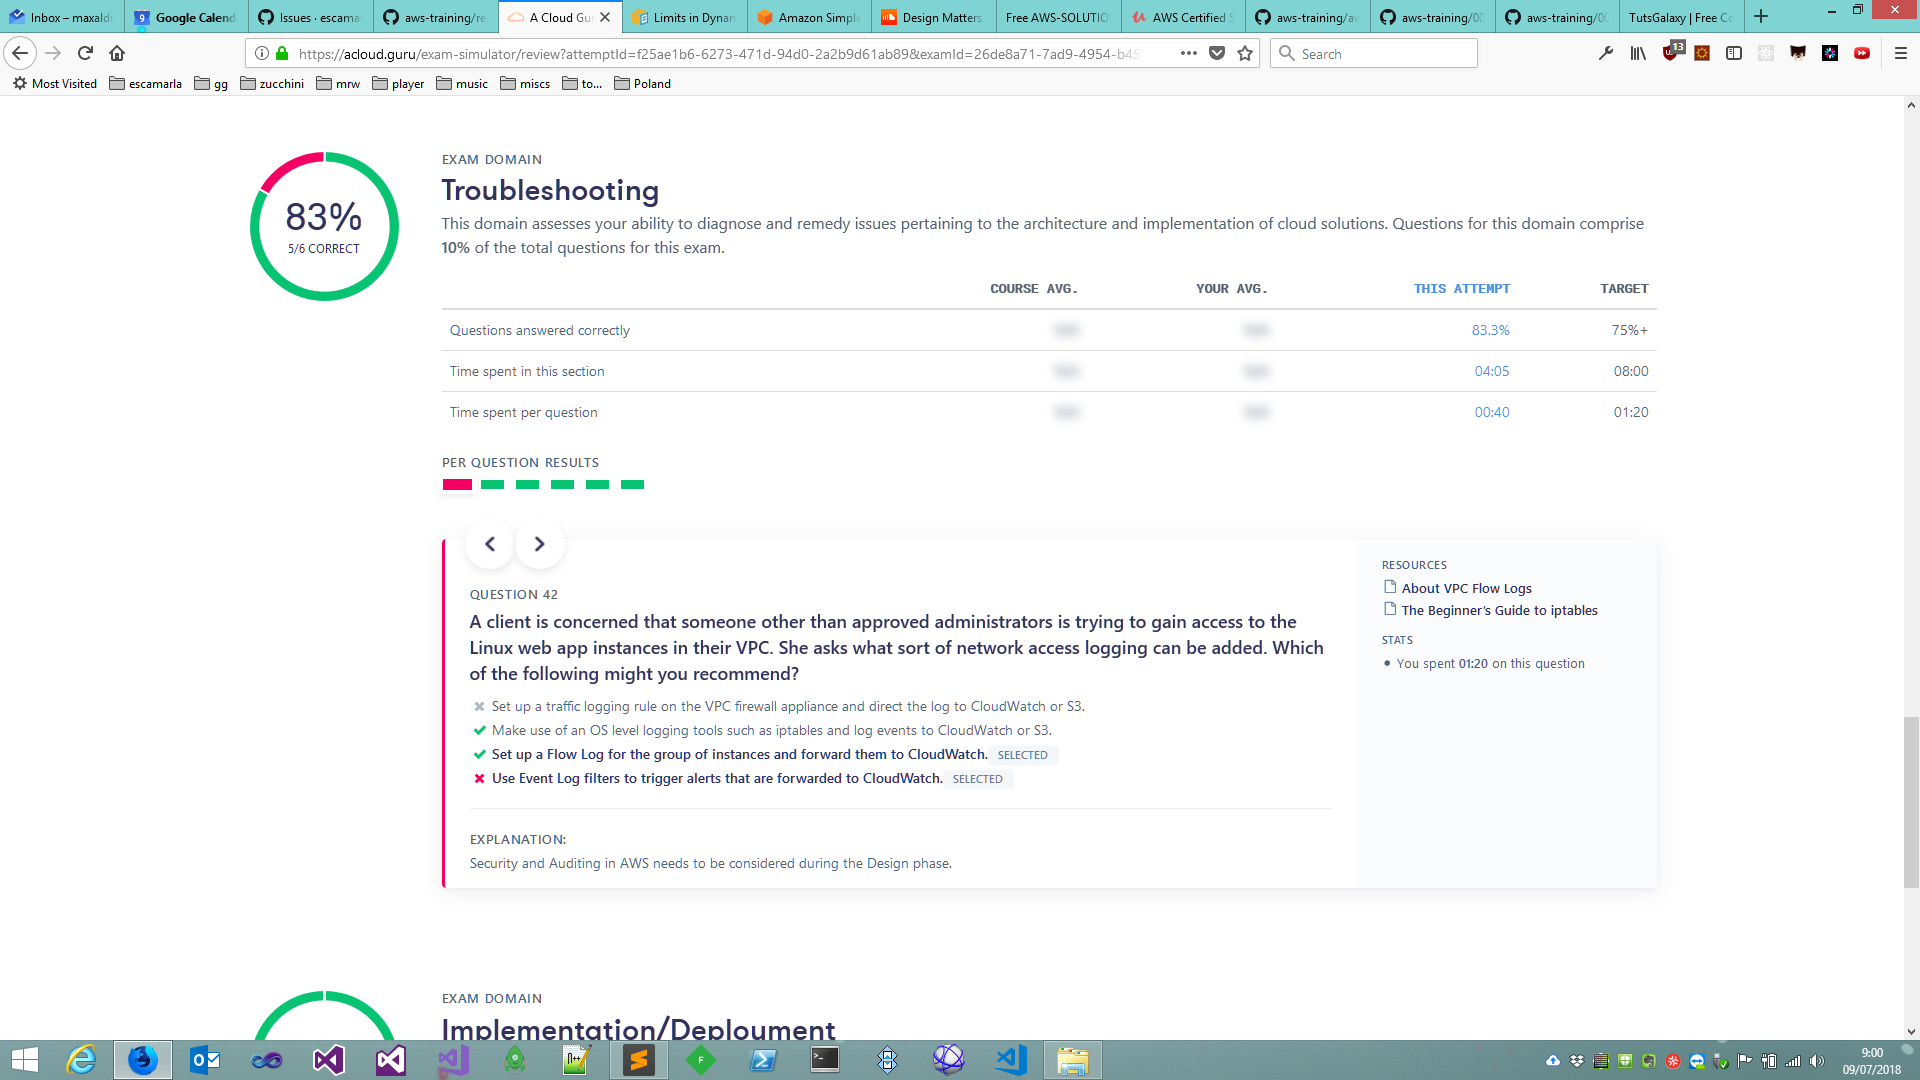 Inbox – maxald
Google Calend
Issues · escama
aws-training/re
A Cloud Gu
Limits in Dynam
Amazon Simple
Design Matters
Free AWS-SOLUTIO
AWS Certified S
aws-training/av
aws-training/00
aws-training/00
TutsGalaxy | Free Co
https://acloud.guru/exam-simulator/review?attemptId=f25ae1b6-6273-471d-94d0-2a2b9d61ab89&examId=26de8a71-7ad9-4954-b45
Search
13
Most Visited
escamarla
gg
zucchini
mrw
player
music
miscs
to...
Poland
83%
5/6 CORRECT
EXAM DOMAIN
Troubleshooting
This domain assesses your ability to diagnose and remedy issues pertaining to the architecture and implementation of cloud solutions. Questions for this domain comprise
10% of the total questions for this exam.
COURSE AVG. YOUR AVG. THIS ATTEMPT TARGET
Questions answered correctly 83.3% 75%+
Time spent in this section 04:05 08:00
Time spent per question 00:40 01:20
PER QUESTION RESULTS
QUESTION 42
A client is concerned that someone other than approved administrators is trying to gain access to the
Linux web app instances in their VPC. She asks what sort of network access logging can be added. Which
of the following might you recommend?
Set up a traffic logging rule on the VPC firewall appliance and direct the log to CloudWatch or S3.
Make use of an OS level logging tools such as iptables and log events to CloudWatch or S3.
Set up a Flow Log for the group of instances and forward them to CloudWatch. SELECTED
Use Event Log filters to trigger alerts that are forwarded to CloudWatch. SELECTED
EXPLANATION:
Security and Auditing in AWS needs to be considered during the Design phase.
RESOURCES
About VPC Flow Logs
The Beginner's Guide to iptables
STATS
You spent 01:20 on this question
EXAM DOMAIN
Implementation/Deployment
9:00
09/07/2018